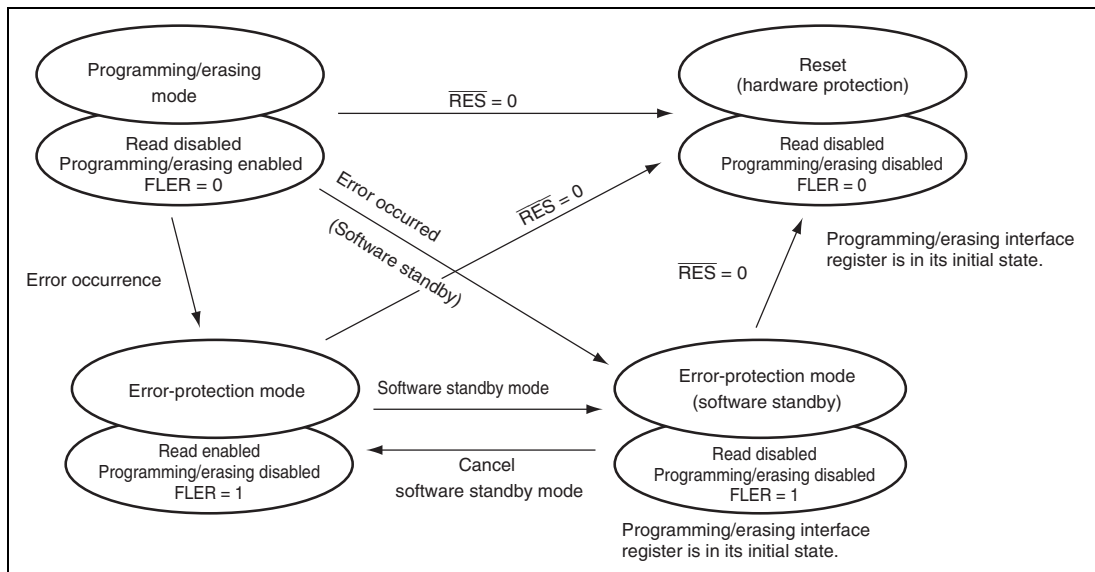 Programming/erasing
mode
Read disabled
Programming/erasing enabled
FLER = 0
RES = 0
Reset
(hardware protection)
Read disabled
Programming/erasing disabled
FLER = 0
Programming/erasing interface
register is in its initial state.
Error occurred
(Software standby)
RES = 0
RES = 0
Error occurrence
Error-protection mode
Read enabled
Programming/erasing disabled
FLER = 1
Software standby mode
Cancel
software standby mode
Error-protection mode
(software standby)
Read disabled
Programming/erasing disabled
FLER = 1
Programming/erasing interface
register is in its initial state.